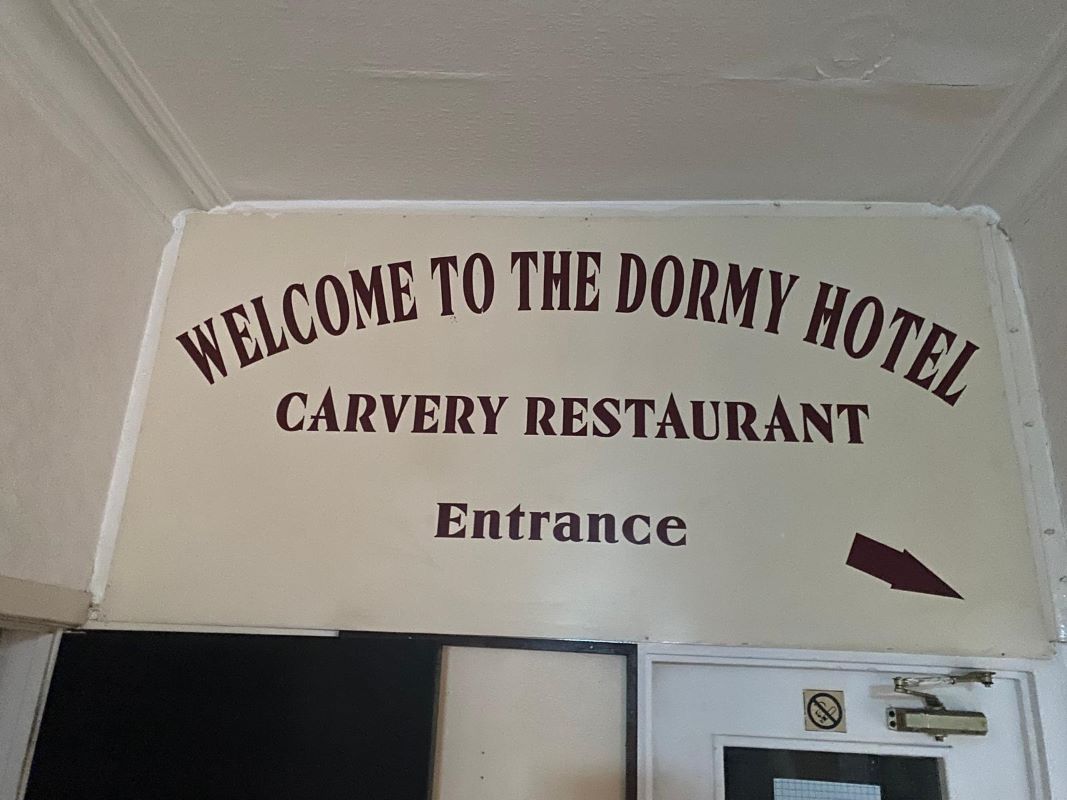 WELCOME TO THE DORMY HOTEL
CARVERY RESTAURANT
Entrance